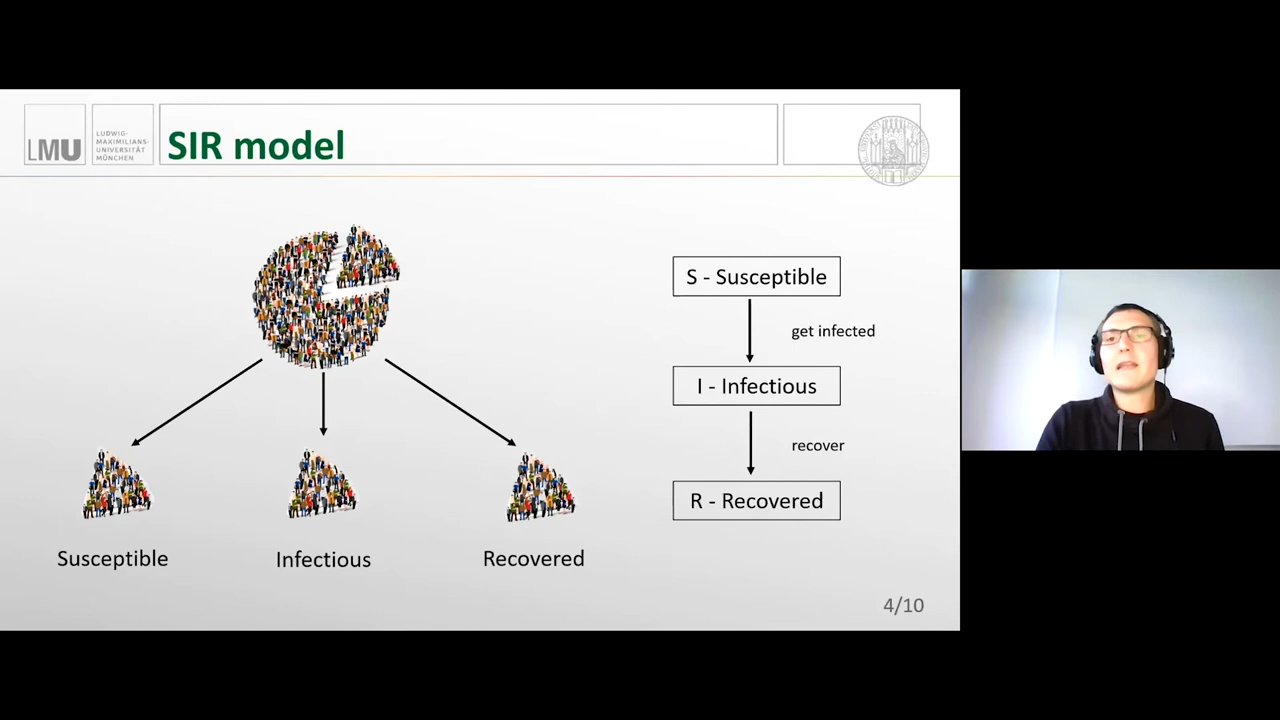 LMU
LUDWIG-
MAXIMILIANS-
UNIVERSITÄT
MÜNCHEN
SIR model
S - Susceptible
get infected
I - Infectious
recover
R - Recovered
Susceptible
Infectious
Recovered
4/10